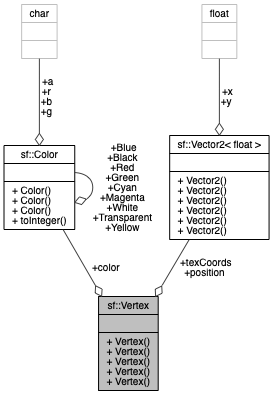 char
float
+a
+r
+b
+g
+x
+y
+Blue
+Black
+Red
+Green
+Cyan
+Magenta
+White
+Transparent
+Yellow
sf::Color
+ Color()
+ Color()
+ Color()
+ toInteger()
sf::Vector2< float >
+ Vector2()
+ Vector2()
+ Vector2()
+ Vector2()
+ Vector2()
+ Vector2()
+color
+texCoords
+position
sf::Vertex
+ Vertex()
+ Vertex()
+ Vertex()
+ Vertex()
+ Vertex()